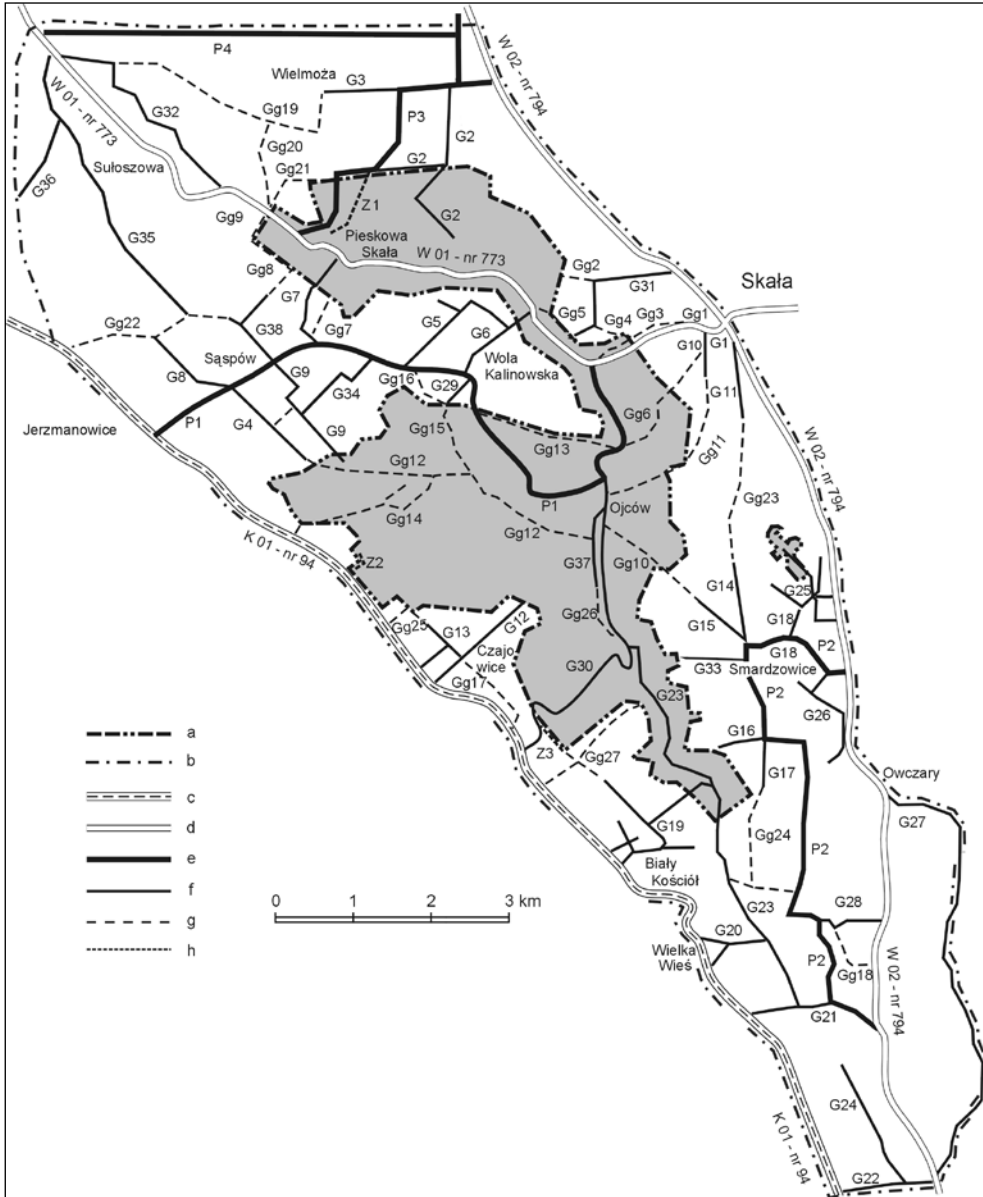 P4
W 02 - nr 794
Wielmoża
G3
W 01 - nr 773
G32
Gg19
P3
G2
Gg20
Sułoszowa
Gg21
G2
G36
Z1
G2
Gg9
Pieskowa
Skała
W 01 - nr 773
G35
Gg8
Gg2
G31
Skała
G7
Gg5
Gg3
Gg1
Gg22
G38
Gg7
G5
G6
Gg4
G10
G1
Sąspów
Wola
Kalinowska
G8
G9
G34
Gg16
G29
G11
P1
G4
Gg15
Gg6
Jerzmanowice
G9
Gg13
Gg11
W 02 - nr 794
Gg12
Gg23
P1
Ojców
Gg14
Gg12
K 01 - nr 94
Z2
G37
Gg10
G14
G25
Gg26
G15
G18
Gg25
G13
G12
G18
P2
Czajo
wice
G30
G33
Smardzowice
Gg17
G23
P2
G26
G16
Z3
Gg27
G17
Owczary
a
G27
b
G19
Gg24
P2
c
Biały
Kościół
d
e
f
0 1 2 3 km
G23
G28
g
G20
h
Wielka
Wieś
P2
Gg18
W 02 - nr 794
G21
K 01 - nr 94
G24
G22